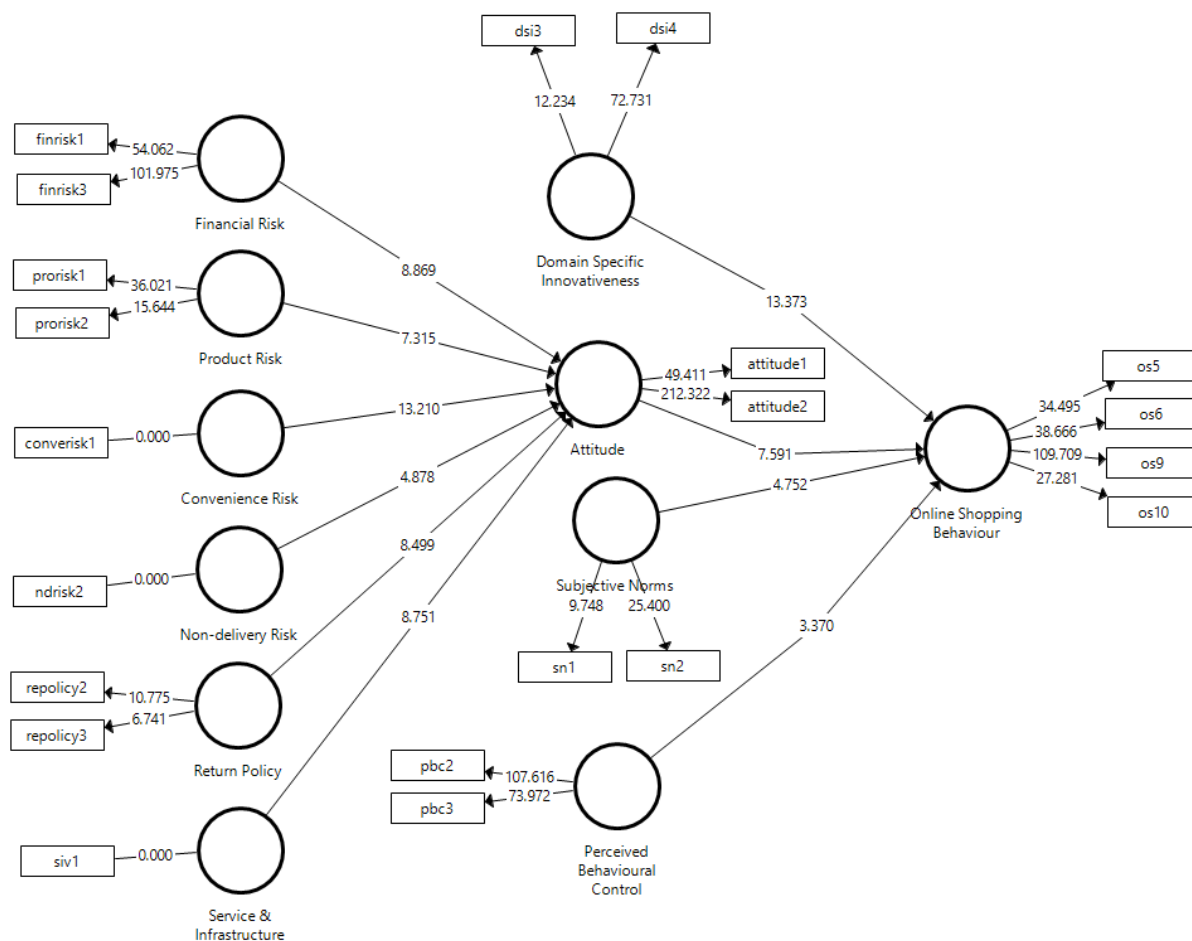 dsi3
dsi4
12.234
72.731
finrisk1
54.062
101.975
finrisk3
Financial Risk
Domain Specific
Innovativeness
prorisk1
36.021
15.644
prorisk2
Product Risk
8.869
13.373
7.315
attitude1
49.411
212.322
attitude2
Attitude
os5
34.495
os6
38.666
109.709
os9
27.281
os10
Online Shopping
Behaviour
converisk1
0.000
13.210
Convenience Risk
4.878
7.591
4.752
8.499
ndrisk2
0.000
Non-delivery Risk
Subjective Norms
9.748
25.400
sn1
sn2
8.751
3.370
repolicy2
10.775
6.741
repolicy3
Return Policy
pbc2
107.616
73.972
pbc3
Perceived
Behavioural
Control
siv1
0.000
Service &
Infrastructure